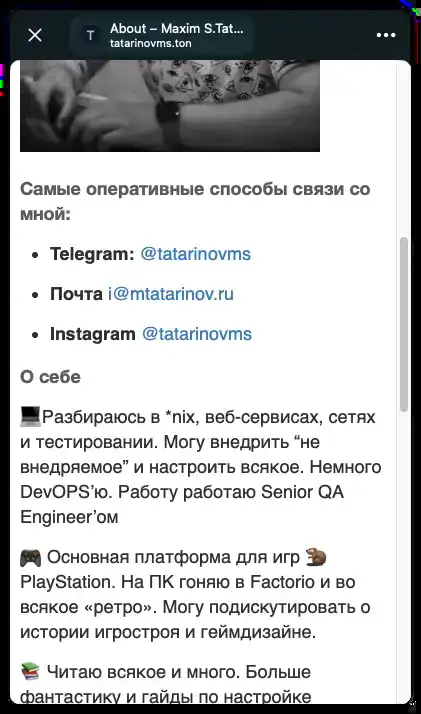 T
About – Maxim S.Tat...
tatarinovms.ton
Самые оперативные способы связи со
мной:
• Telegram: @tatarinovms
• Почта i@mtatarinov.ru
• Instagram @tatarinovms
О себе
💻Разбираюсь в *nix, веб-сервисах, сетях
и тестировании. Могу внедрить “не
внедряемое” и настроить всякое. Немного
DevOPS’ю. Работу работаю Senior QA
Engineer’ом
🎮 Основная платформа для игр 🦫
PlayStation. На ПК гоняю в Factorio и во
всякое «ретро». Могу подискутировать о
истории игростроя и геймдизайне.
📚 Читаю всякое и много. Больше
фантастику и гайды по настройке